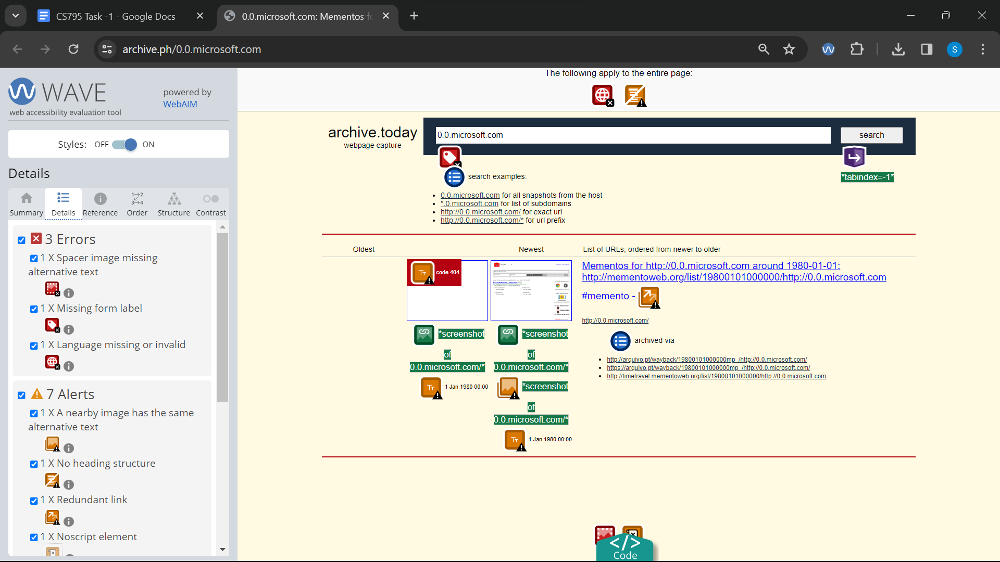 CS795 Task -1 - Google Docs
0.0.microsoft.com: Mementos fo
archive.ph/0.0.microsoft.com
S
WAVE
web accessibility evaluation tool
powered by
WebAIM
Styles: OFF ON
Details
Summary Details Reference Order Structure Contrast
3 Errors
1 X Spacer image missing
alternative text
1 X Missing form label
1 X Language missing or invalid
7 Alerts
1 X A nearby image has the same
alternative text
1 X No heading structure
1 X Redundant link
1 X Noscript element
The following apply to the entire page:
archive.today
webpage capture
0.0.microsoft.com
search
*tabindex=-1*
search examples:
0.0.microsoft.com for all snapshots from the host
*.0.microsoft.com for list of subdomains
http://0.0.microsoft.com/ for exact url
http://0.0.microsoft.com/* for url prefix
Oldest Newest List of URLs, ordered from newer to older
code 404
*screenshot
of
0.0.microsoft.com/*
1 Jan 1980 00:00
*screenshot
of
0.0.microsoft.com/*
*screenshot
of
0.0.microsoft.com/*
1 Jan 1980 00:00
Mementos for http://0.0.microsoft.com around 1980-01-01:
http://mementoweb.org/list/19800101000000/http://0.0.microsoft.com
#memento -
http://0.0.microsoft.com/
archived via
http://arquivo.pt/wayback/19800101000000mp_/http://0.0.microsoft.com/
https://arquivo.pt/wayback/19800101000000mp_/http://0.0.microsoft.com/
http://timetravel.mementoweb.org/list/19800101000000/http://0.0.microsoft.com
</> Code